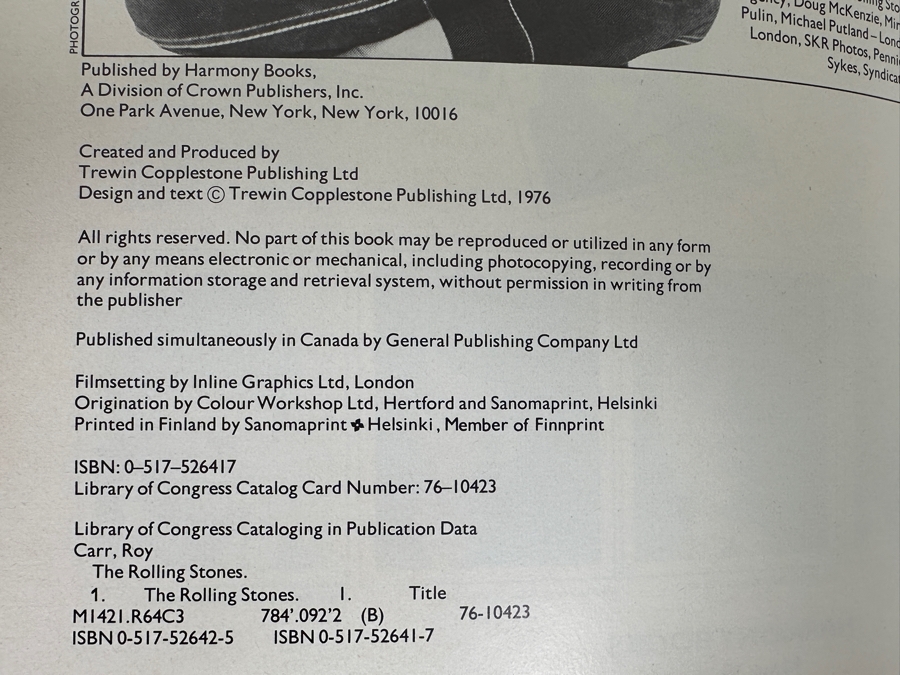 PHOTOGR
Doug McKenzie,
Pulin, Michael Putland – Lond
London, SKR Photos, Penni
Sykes, Syndicat
Published by Harmony Books,
A Division of Crown Publishers, Inc.
One Park Avenue, New York, New York, 10016
Created and Produced by
Trewin Copplestone Publishing Ltd
Design and text © Trewin Copplestone Publishing Ltd, 1976
All rights reserved. No part of this book may be reproduced or utilized in any form
or by any means electronic or mechanical, including photocopying, recording or by
any information storage and retrieval system, without permission in writing from
the publisher
Published simultaneously in Canada by General Publishing Company Ltd
Filmsetting by Inline Graphics Ltd, London
Origination by Colour Workshop Ltd, Hertford and Sanomaprint, Helsinki
Printed in Finland by Sanomaprint Helsinki, Member of Finnprint
ISBN: 0–517–526417
Library of Congress Catalog Card Number: 76–10423
Library of Congress Cataloging in Publication Data
Carr, Roy
The Rolling Stones.
1. The Rolling Stones. I. Title
M1421.R64C3 784'.092'2 (B) 76-10423
ISBN 0-517-52642-5 ISBN 0-517-52641-7